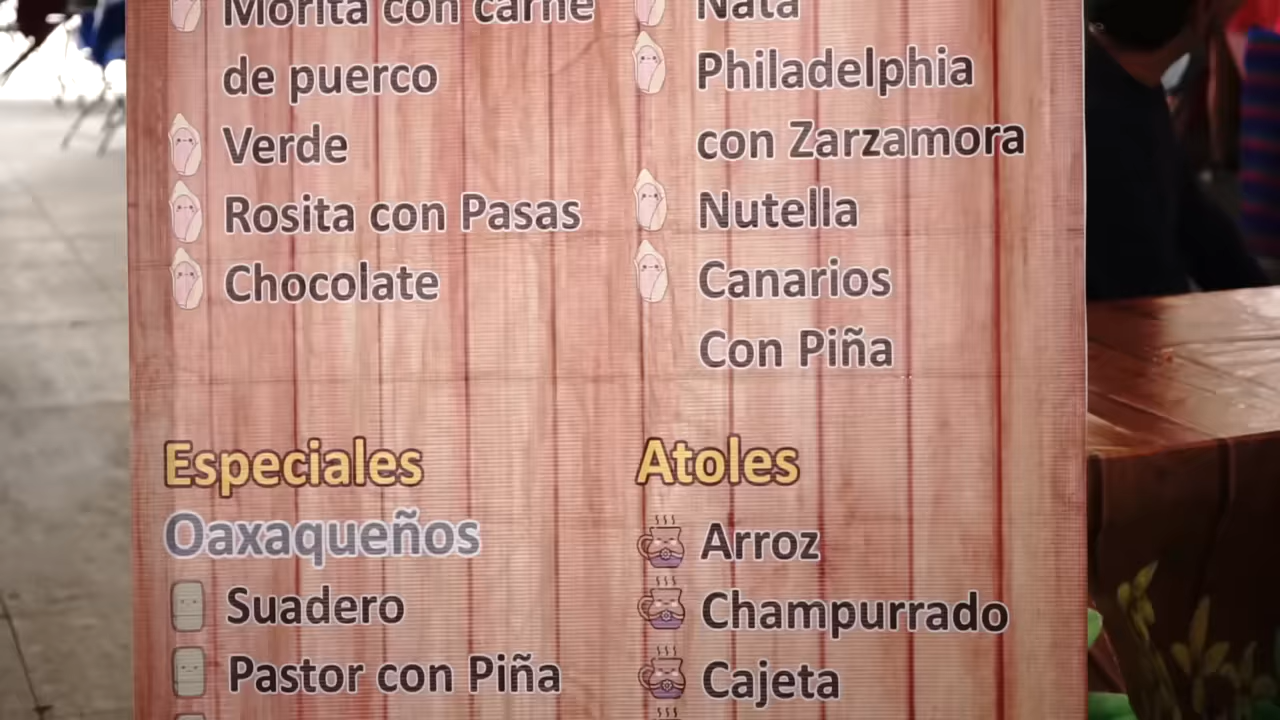 Morita con carne
de puerco
Verde
Rosita con Pasas
Chocolate
Nata
Philadelphia
con Zarzamora
Nutella
Canarios
Con Piña
Especiales
Oaxaqueños
Suadero
Pastor con Piña
Atoles
Arroz
Champurrado
Cajeta